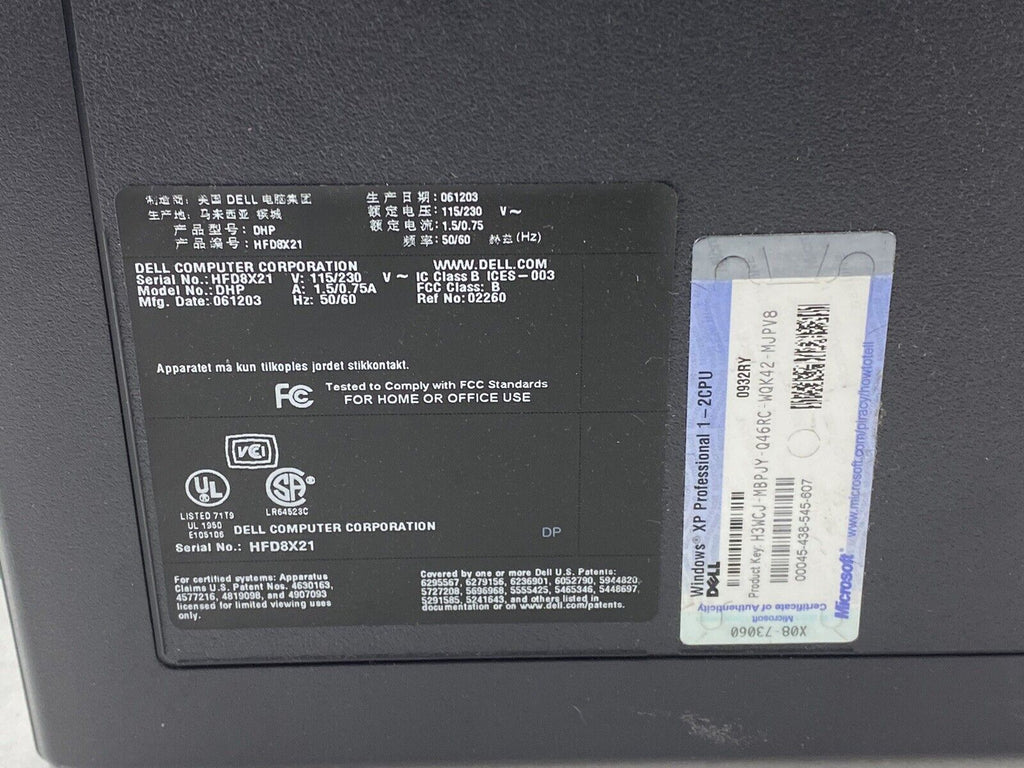 制造商: 美国 DELL 电脑集团
生产地: 马来西亚 槟城
产品型号: DHP
产品编号: HFD8X21
生产日期: 061203
额定电压: 115/230 V~
额定电流: 1.5/0.75
频率: 50/60 赫兹(Hz)
DELL COMPUTER CORPORATION WWW.DELL.COM
Serial No.: HFD8X21 V: 115/230 V~ IC Class B ICES-003
Model No.: DHP A: 1.5/0.75A FCC Class: B
Mfg. Date: 061203 Hz: 50/60 Ref No: 02260
Apparatet må kun tilkoples jordet stikkontakt.
FC Tested to Comply with FCC Standards
FOR HOME OR OFFICE USE
VCI
UL
SA®
LISTED 71T9
UL 1950
E105106
LR64523C
DELL COMPUTER CORPORATION
DP
Serial No.: HFD8X21
For certified systems: Apparatus
Claims U.S. Patent Nos. 4630163,
4577216, 4819098, and 4907093
licensed for limited viewing uses
only.
Covered by one or more Dell U.S. Patents:
6295567, 6279156, 6236901, 6052790, 5944820,
5727208, 5696968, 5555425, 5465346, 5448697,
5291585, 5241643, and others listed in
documentation or on www.dell.com/patents.
Windows® XP Professional 1-2CPU
DELL
0932RY
Product Key: H3WCJ-MBPJY-Q46RC-WQK42-MJPV8
00045-438-545-607
www.microsoft.com/piracy/howtotell
Microsoft®
Microsoft
Certificate of Authenticity
X08-73060